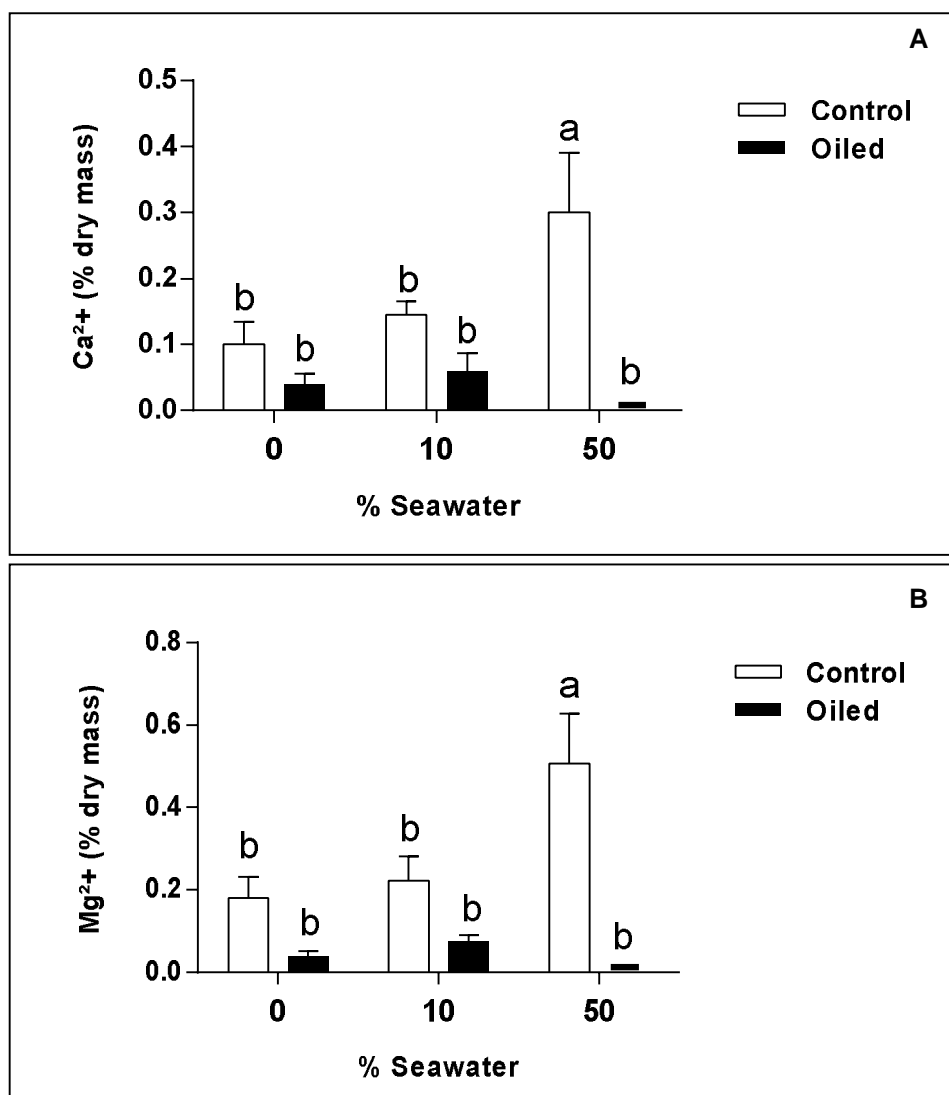 A
0.5
0.4
0.3
0.2
0.1
0.0
Ca²+ (% dry mass)
Control
Oiled
b
b
b
b
a
b
0
10
50
% Seawater
B
0.8
0.6
0.4
0.2
0.0
Mg²+ (% dry mass)
Control
Oiled
b
b
b
b
a
b
0
10
50
% Seawater